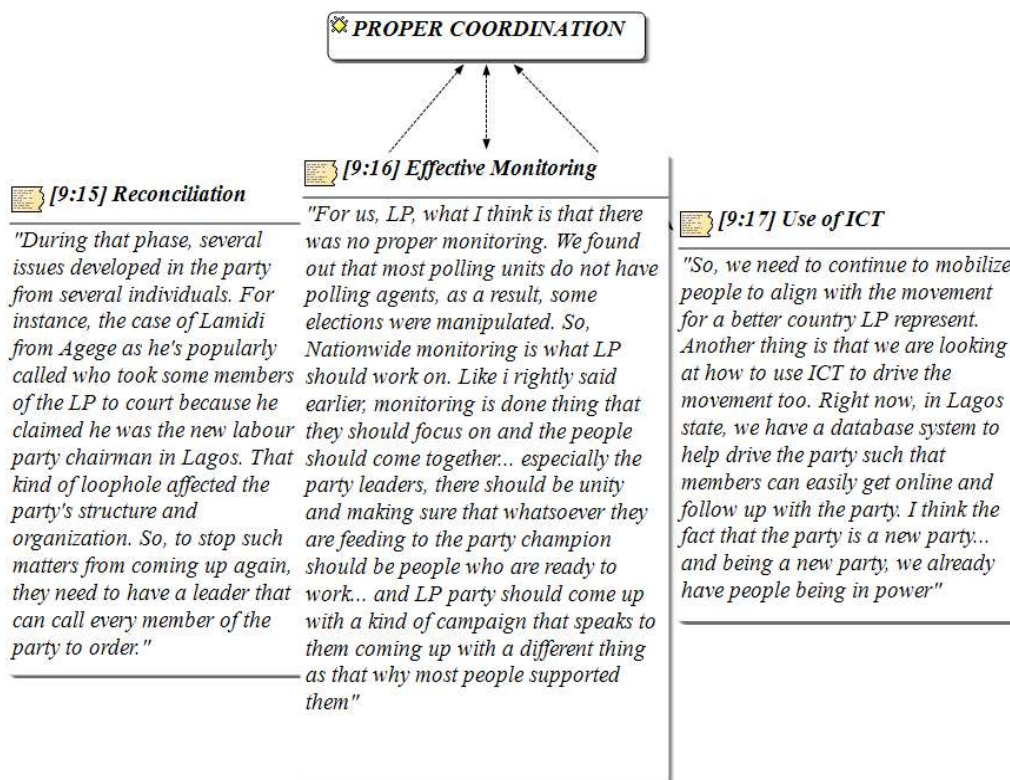 PROPER COORDINATION
[9:15] Reconciliation
"During that phase, several
issues developed in the party
from several individuals. For
instance, the case of Lamidi
from Agege as he's popularly
called who took some members
of the LP to court because he
claimed he was the new labour
party chairman in Lagos. That
kind of loophole affected the
party's structure and
organization. So, to stop such
matters from coming up again,
they need to have a leader that
can call every member of the
party to order."
[9:16] Effective Monitoring
"For us, LP, what I think is that there
was no proper monitoring. We found
out that most polling units do not have
polling agents, as a result, some
elections were manipulated. So,
Nationwide monitoring is what LP
should work on. Like i rightly said
earlier, monitoring is done thing that
they should focus on and the people
should come together... especially the
party leaders, there should be unity
and making sure that whatsoever they
are feeding to the party champion
should be people who are ready to
work... and LP party should come up
with a kind of campaign that speaks to
them coming up with a different thing
as that why most people supported
them"
[9:17] Use of ICT
"So, we need to continue to mobilize
people to align with the movement
for a better country LP represent.
Another thing is that we are looking
at how to use ICT to drive the
movement too. Right now, in Lagos
state, we have a database system to
help drive the party such that
members can easily get online and
follow up with the party. I think the
fact that the party is a new party...
and being a new party, we already
have people being in power"